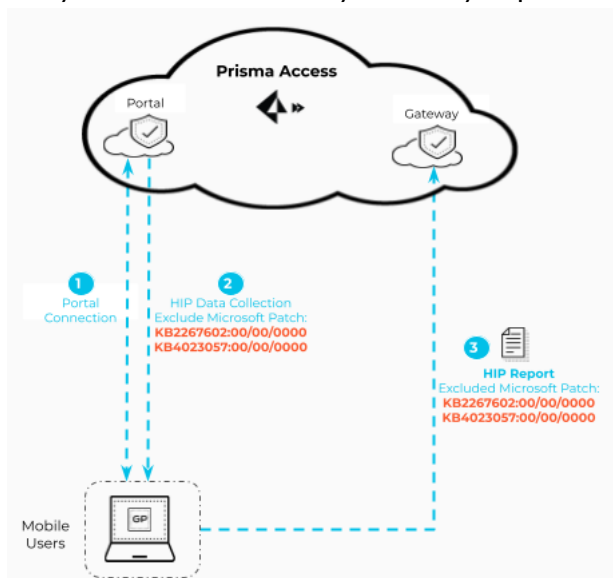 Prisma Access
Portal
Gateway
1
Portal
Connection
2
HIP Data Collection
Exclude Microsoft Patch:
KB2267602:00/00/0000
KB4023057:00/00/0000
3
HIP Report
Excluded Microsoft Patch:
KB2267602:00/00/0000
KB4023057:00/00/0000
Mobile
Users
GP